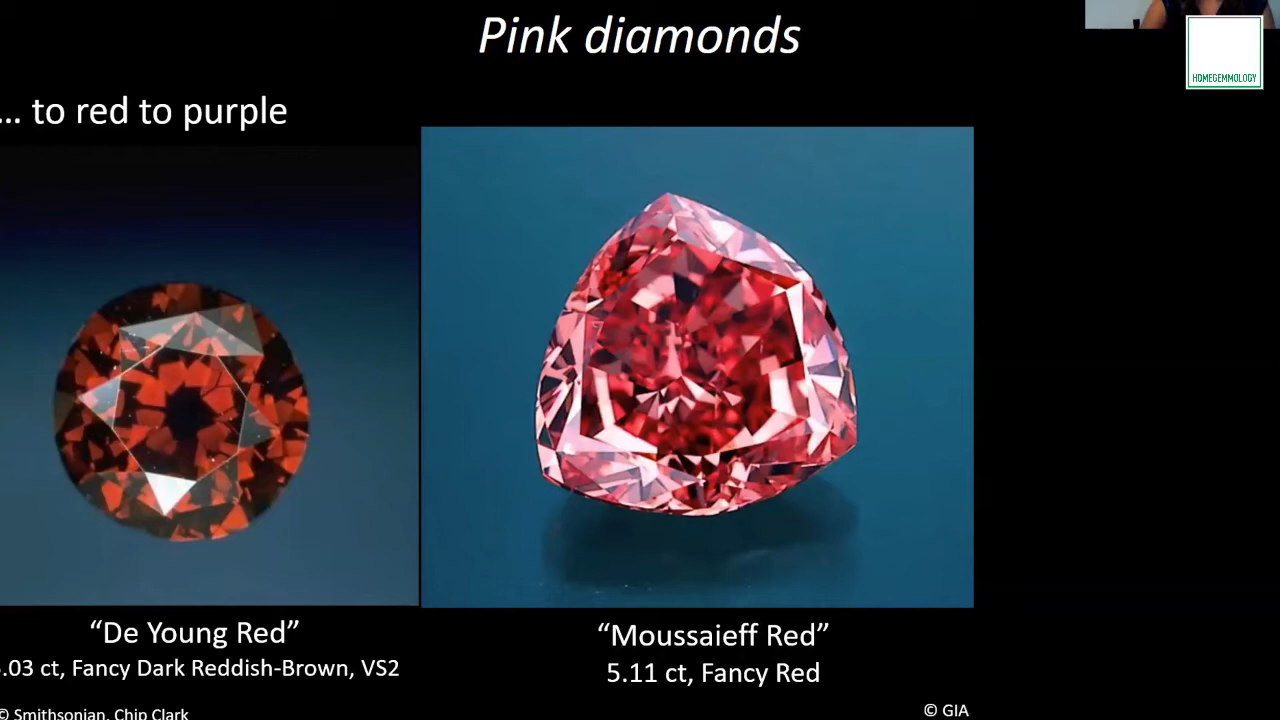 Pink diamonds
HOMEGEMMOLOGY
... to red to purple
“De Young Red”
.03 ct, Fancy Dark Reddish-Brown, VS2
“Moussaieff Red”
5.11 ct, Fancy Red
© Smithsonian, Chip Clark
© GIA